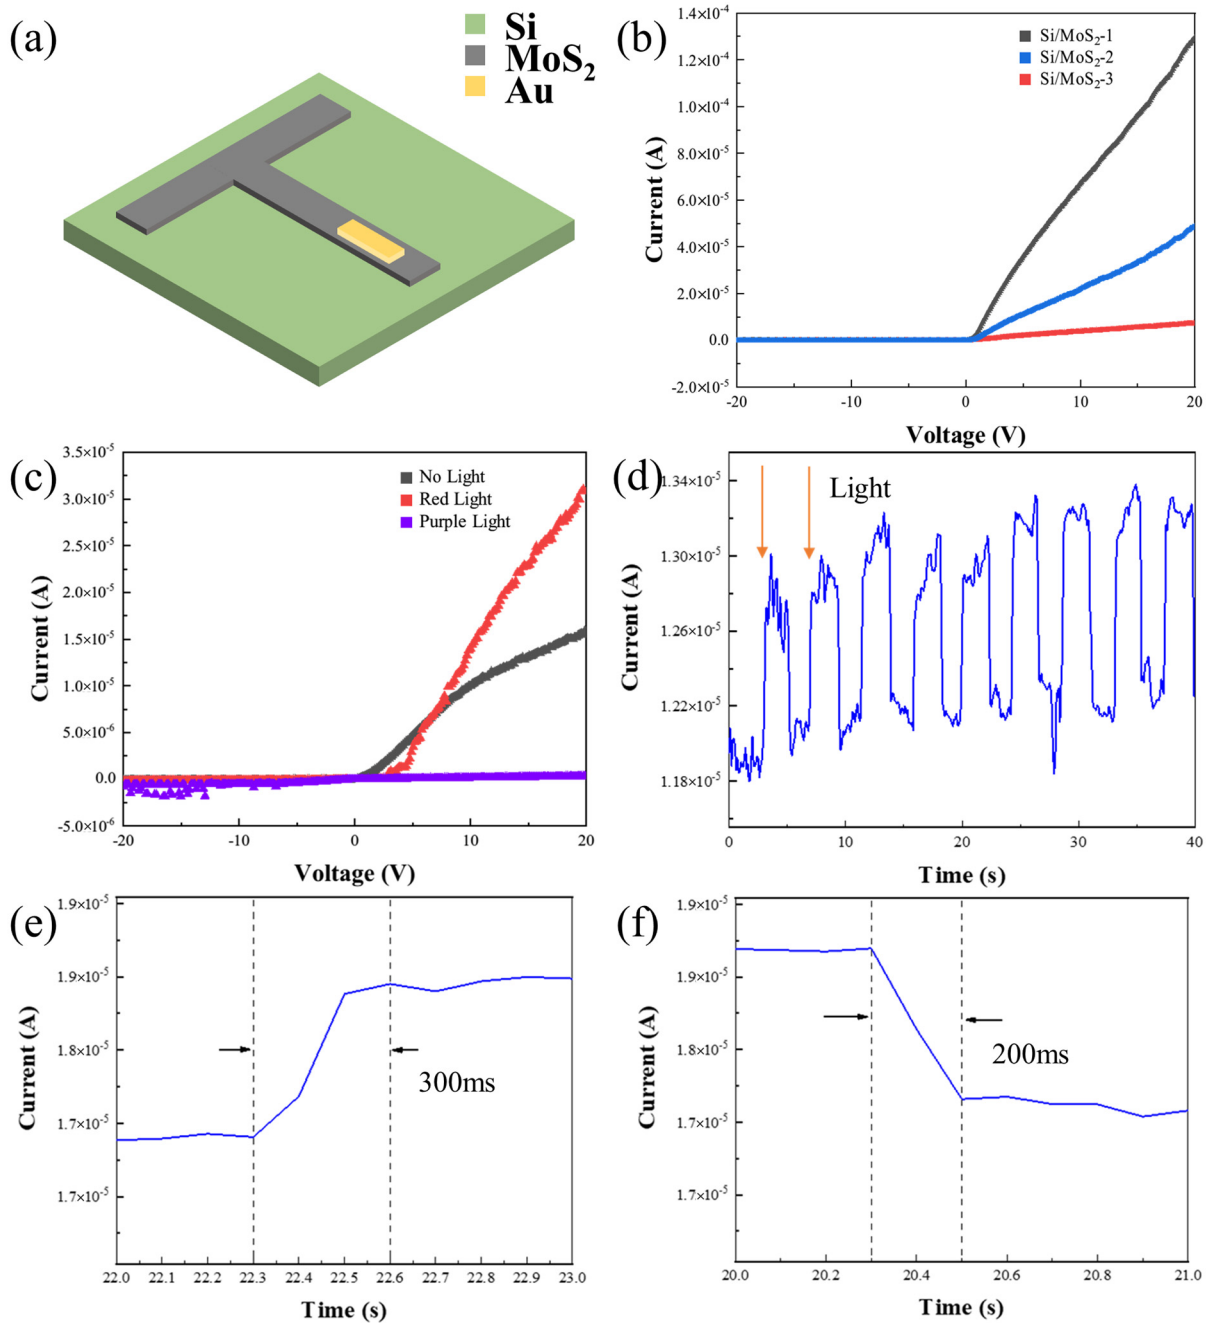 (a)
Si
MoS2
Au
(b)
1.4×10-4
1.2×10-4
1.0×10-4
8.0×10-5
6.0×10-5
4.0×10-5
2.0×10-5
0.0
-2.0×10-5
Current (A)
Si/MoS2-1
Si/MoS2-2
Si/MoS2-3
-20 -10 0 10 20
Voltage (V)
(c)
3.5×10-5
3.0×10-5
2.5×10-5
2.0×10-5
1.5×10-5
1.0×10-5
5.0×10-6
0.0
-5.0×10-6
Current (A)
No Light
Red Light
Purple Light
-20 -10 0 10 20
Voltage (V)
(d)
1.34×10-5
1.30×10-5
1.26×10-5
1.22×10-5
1.18×10-5
Current (A)
Light
0 10 20 30 40
Time (s)
(e)
1.9×10-5
1.9×10-5
1.8×10-5
1.7×10-5
1.7×10-5
Current (A)
300ms
22.0 22.1 22.2 22.3 22.4 22.5 22.6 22.7 22.8 22.9 23.0
Time (s)
(f)
1.9×10-5
1.9×10-5
1.8×10-5
1.7×10-5
1.7×10-5
Current (A)
200ms
20.0 20.2 20.4 20.6 20.8 21.0
Time (s)